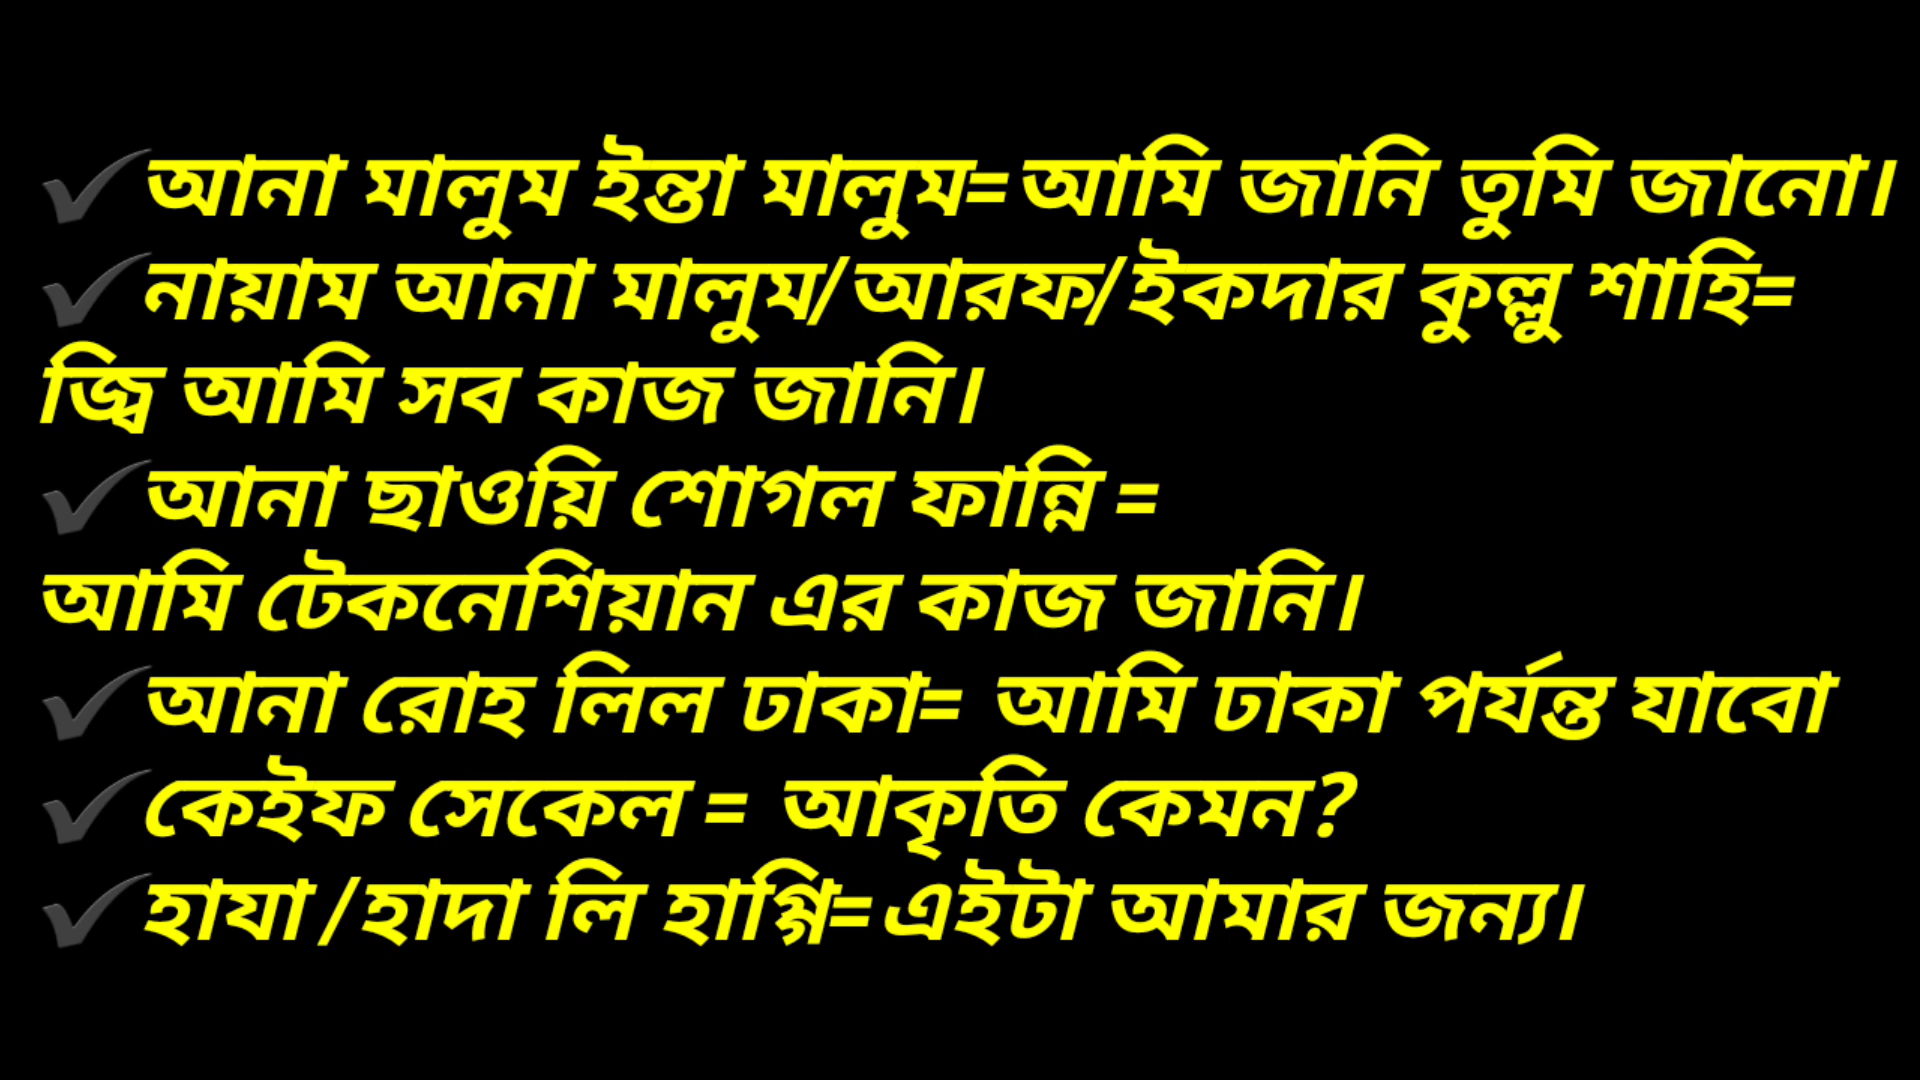 ✔আনা মালুম ইন্তা মালুম=আমি জানি তুমি জানো।
✔নায়াম আনা মালুম/আরফ/ইকদার কুল্লু শাহি=
জ্বি আমি সব কাজ জানি।
✔আনা ছাওয়ি শোগল ফান্নি =
আমি টেকনেশিয়ান এর কাজ জানি।
✔আনা রোহ লিল ঢাকা= আমি ঢাকা পর্যন্ত যাবো
✔কেইফ সেকেল = আকৃতি কেমন?
✔হাযা /হাদা লি হাগ্গি=এইটা আমার জন্য।